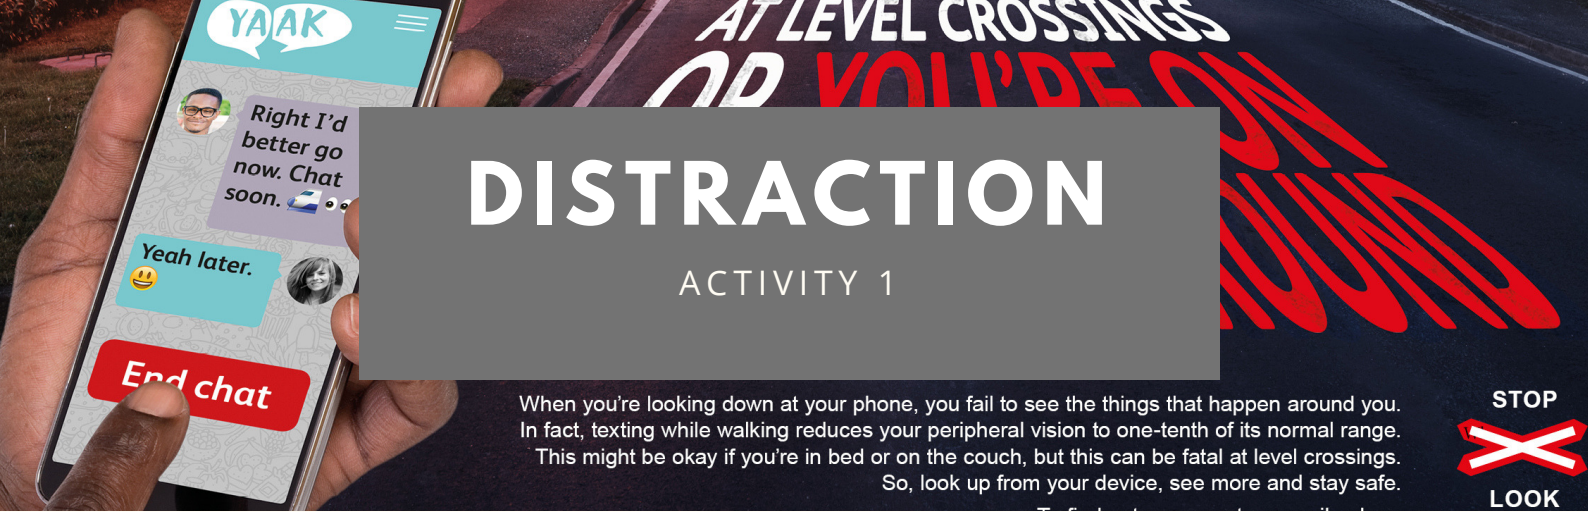 YAAK
Right I'd
better go
now. Chat
soon.
Yeah later.
End chat
AT LEVEL CROSSINGS
OR YOU'RE ON
DISTRACTION
ACTIVITY 1
When you're looking down at your phone, you fail to see the things that happen around you.
In fact, texting while walking reduces your peripheral vision to one-tenth of its normal range.
This might be okay if you're in bed or on the couch, but this can be fatal at level crossings.
So, look up from your device, see more and stay safe.
STOP
LOOK